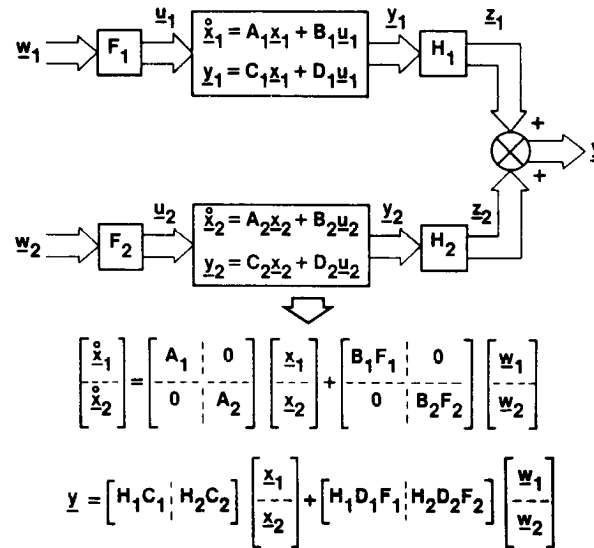 u₁ y₁ z₁
w₁ F₁ x̊₁ = A₁x₁ + B₁u₁ H₁
y₁ = C₁x₁ + D₁u₁
+
y
+
u₂ y₂ z₂
w₂ F₂ x̊₂ = A₂x₂ + B₂u₂ H₂
y₂ = C₂x₂ + D₂u₂
[x̊₁ / x̊₂] = [A₁ 0 / 0 A₂] [x₁ / x₂] + [B₁F₁ 0 / 0 B₂F₂] [w₁ / w₂]
y = [H₁C₁ H₂C₂] [x₁ / x₂] + [H₁D₁F₁ H₂D₂F₂] [w₁ / w₂]